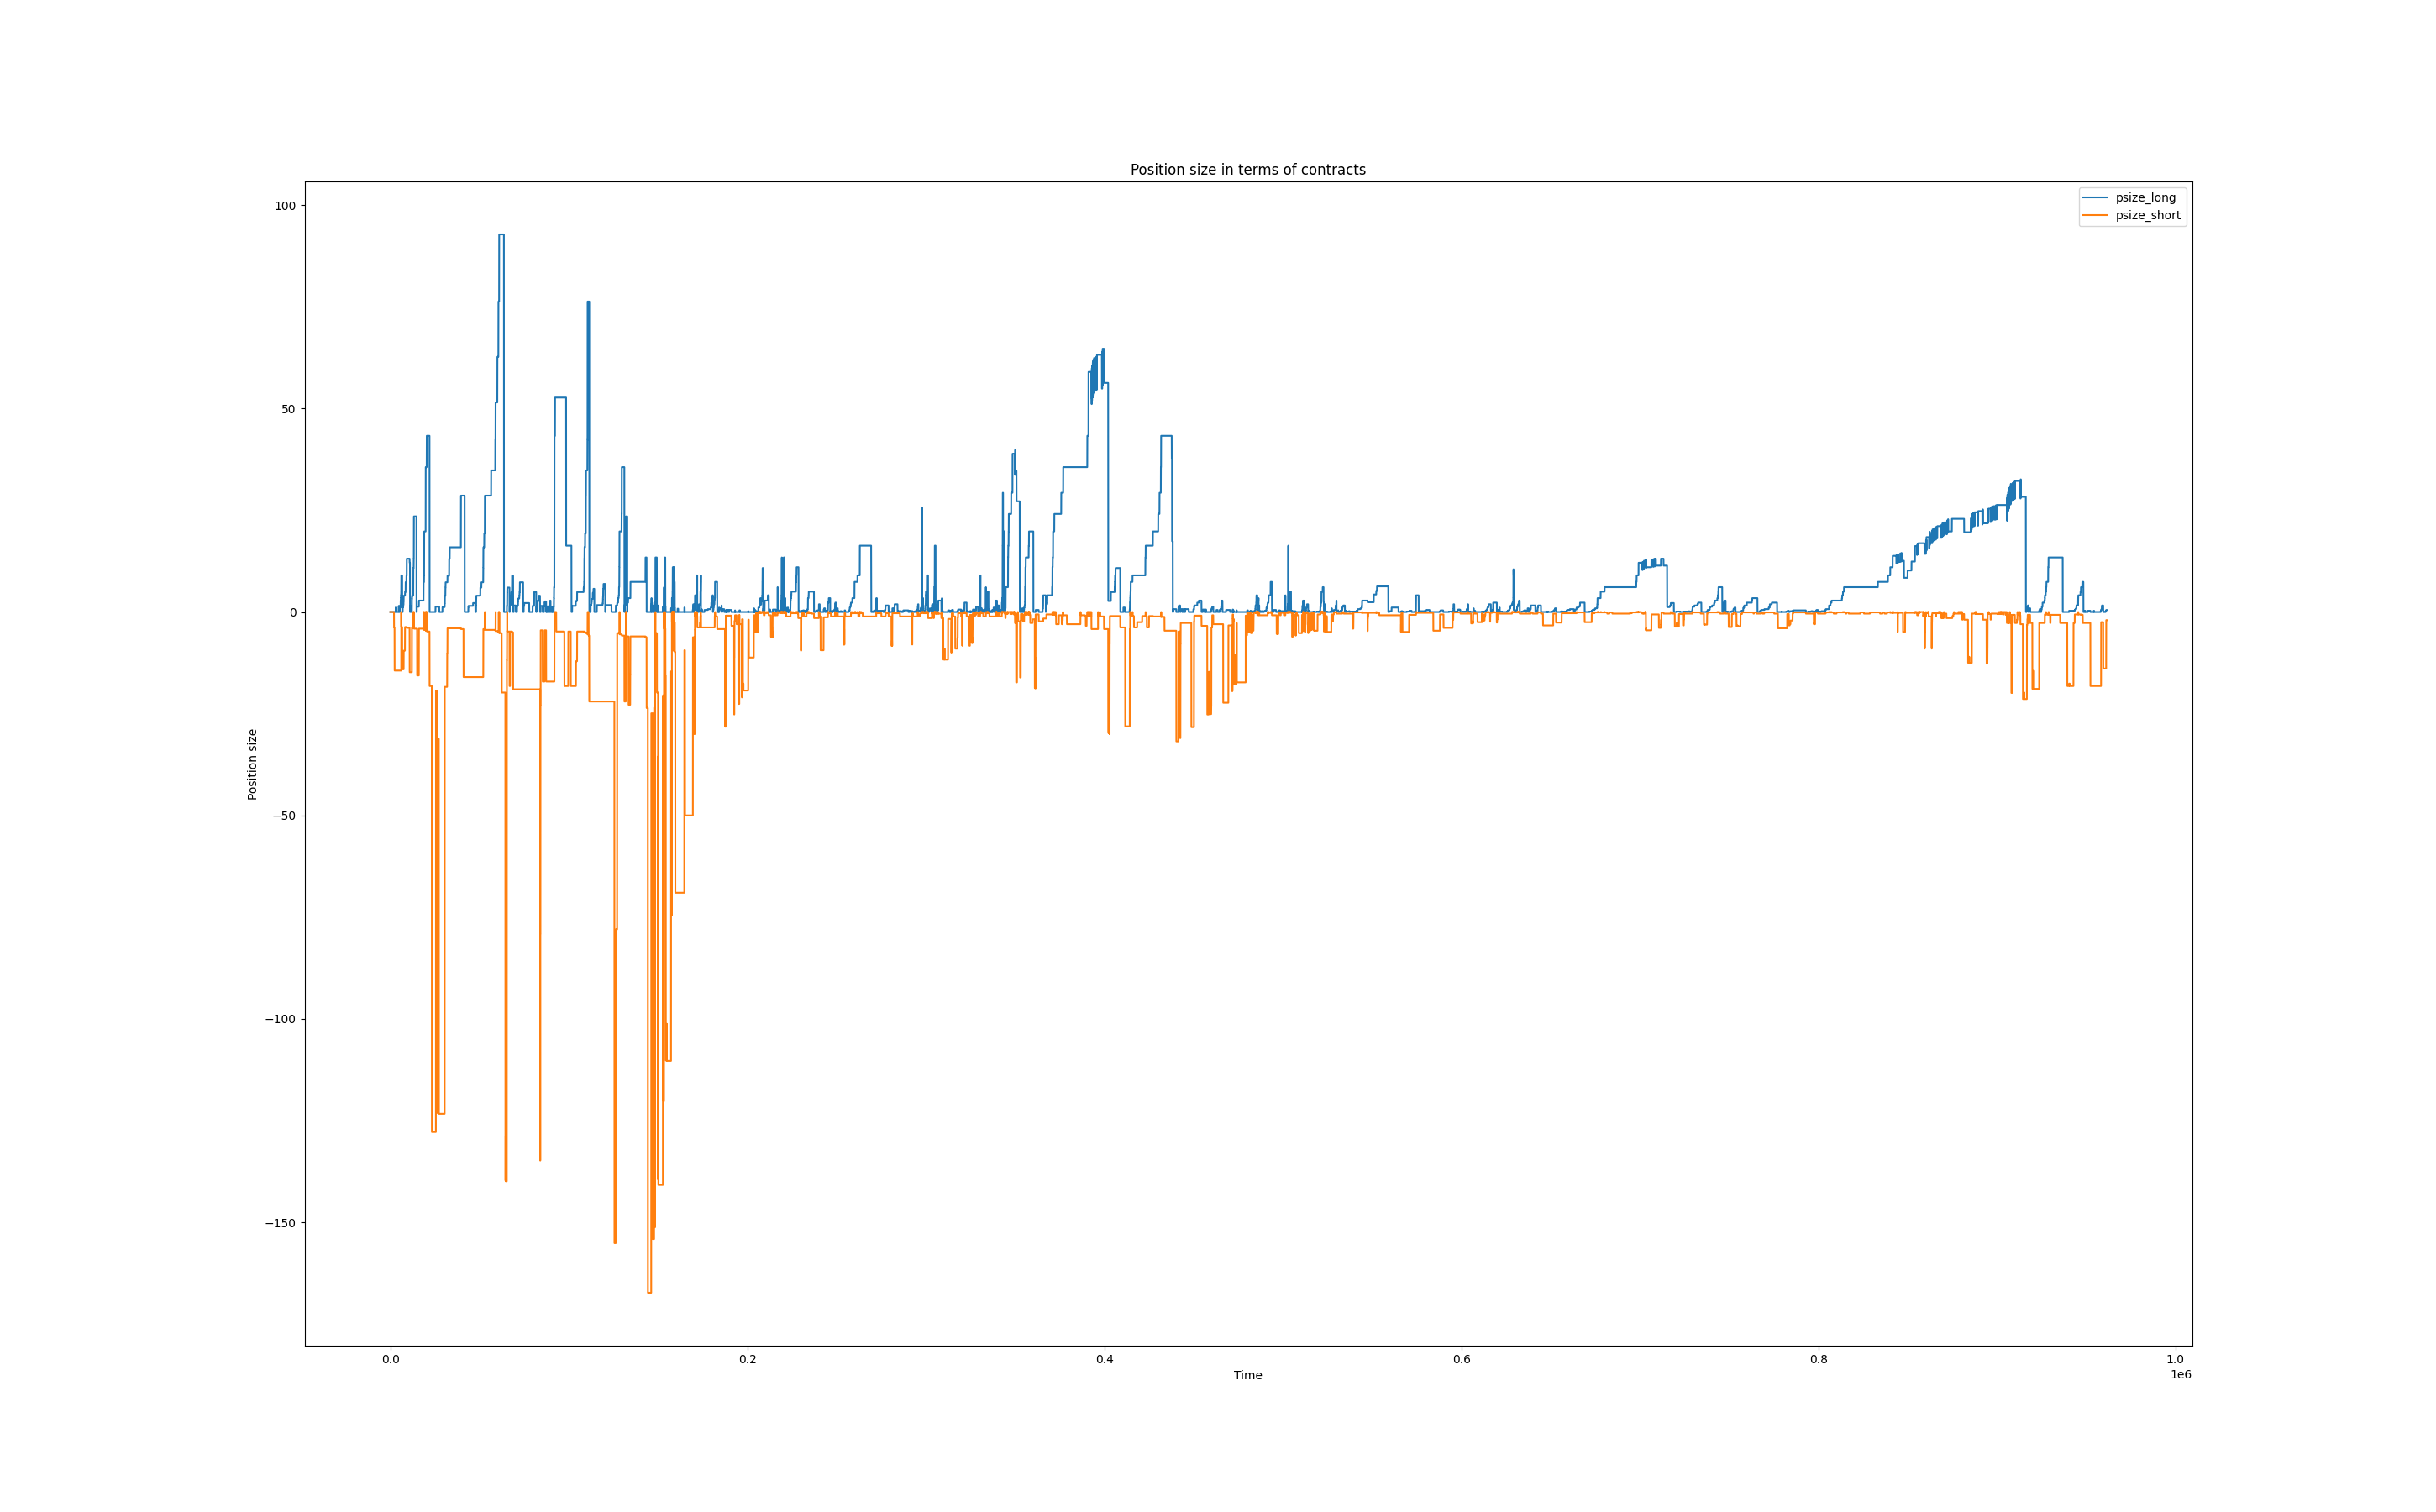 Position size in terms of contracts
psize_long
psize_short
100
50
0
−50
−100
−150
Position size
0.0
0.2
0.4
0.6
0.8
1.0
1e6
Time